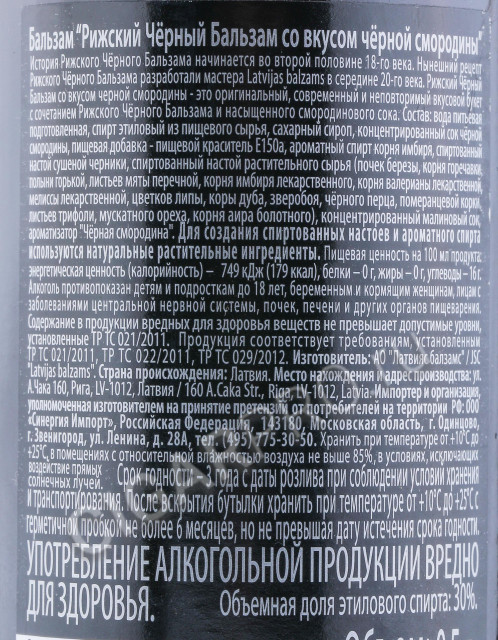 Бальзам "Рижский Чёрный Бальзам со вкусом чёрной смородины"
История Рижского Чёрного Бальзама начинается во второй половине 18-го века. Нынешний рецепт
Рижского Чёрного Бальзама разработали мастера Latvijas balzams в середине 20-го века. Рижский Чёрный
Бальзам со вкусом черной смородины - это оригинальный, современный и неповторимый вкусовой букет
с сочетанием Рижского Чёрного Бальзама и насыщенного смородинового сока. Состав: вода питьевая
подготовленная, спирт этиловый из пищевого сырья, сахарный сироп, концентрированный сок чёрной
смородины, пищевая добавка - пищевой краситель Е150а, ароматный спирт корня имбиря, спиртованный
настой сушеной черники, спиртованный настой растительного сырья (почек березы, корня горечавки,
полыни горькой, листьев мяты перечной, корня имбиря лекарственного, корня валерианы лекарственной,
мелиссы лекарственной, цветков липы, коры дуба, зверобоя, чёрного перца, померанцевой корки,
листьев трифоли, мускатного ореха, корня аира болотного), концентрированный малиновый сок,
ароматизатор "Чёрная смородина". Для создания спиртованных настоев и ароматного спирта
используются натуральные растительные ингредиенты. Пищевая ценность на 100 мл продукта:
энергетическая ценность (калорийность) – 749 кДж (179 ккал), белки – 0 г, жиры – 0 г, углеводы – 16 г.
Алкоголь противопоказан детям и подросткам до 18 лет, беременным и кормящим женщинам, лицам с
заболеваниями центральной нервной системы, почек, печени и других органов пищеварения.
Содержание в продукции вредных для здоровья веществ не превышает допустимые уровни,
установленные ТР ТС 021/2011. Продукция соответствует требованиям, установленным
ТР ТС 021/2011, ТР ТС 022/2011, ТР ТС 029/2012. Изготовитель: АО "Латвияс балзамс" / JSC
"Latvijas balzams". Страна происхождения: Латвия. Место нахождения и адрес производства: ул.
А.Чака 160, Рига, LV-1012, Латвия / 160 A.Caka Str., Riga, LV-1012, Latvia. Импортер и организация,
уполномоченная изготовителем на принятие претензий от потребителей на территории РФ: ООО
«Синергия Импорт», Российская Федерация, 143180, Московская область, г. Одинцово,
г. Звенигород, ул. Ленина, д. 28А, тел. (495) 775-30-50. Хранить при температуре от +10°С до
+25°С, в помещениях с относительной влажностью воздуха не выше 85%, в условиях, исключающих
воздействие прямых
солнечных лучей. Срок годности: года с даты розлива при соблюдении условий хранения
и транспортирования. После вскрытия бутылки хранить при температуре от +10°С до +25°С с
герметичной пробкой не более 6 месяцев, но не превышая дату истечения срока годности.
УПОТРЕБЛЕНИЕ АЛКОГОЛЬНОЙ ПРОДУКЦИИ ВРЕДНО
ДЛЯ ЗДОРОВЬЯ. Объемная доля этилового спирта: 30%.